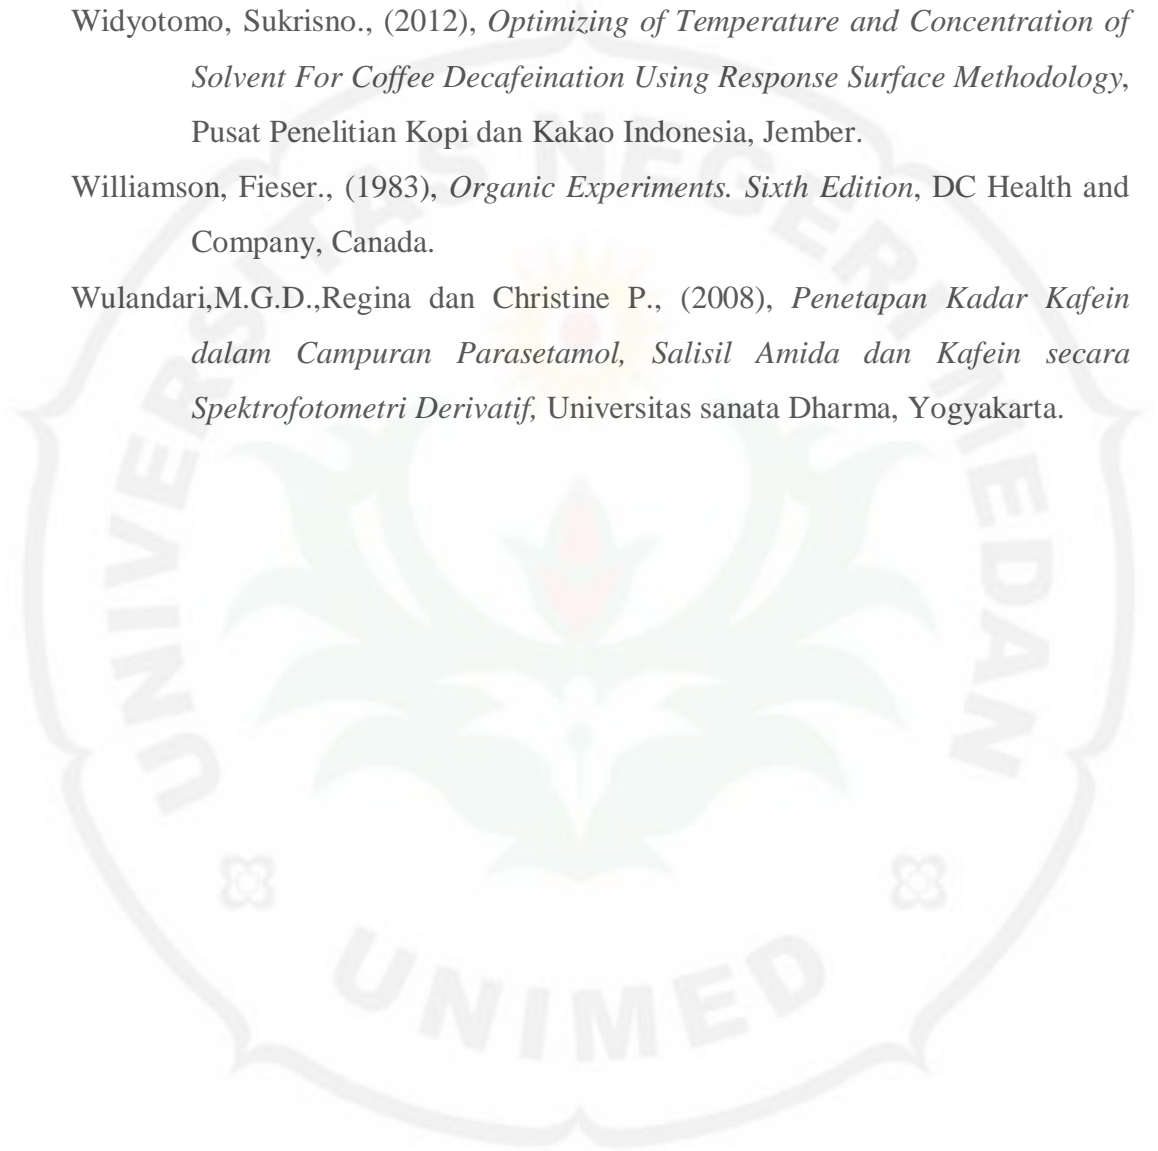 Widyotomo, Sukrisno., (2012), Optimizing of Temperature and Concentration of
Solvent For Coffee Decafeination Using Response Surface Methodology,
Pusat Penelitian Kopi dan Kakao Indonesia, Jember.
Williamson, Fieser., (1983), Organic Experiments. Sixth Edition, DC Health and
Company, Canada.
Wulandari,M.G.D.,Regina dan Christine P., (2008), Penetapan Kadar Kafein
dalam Campuran Parasetamol, Salisil Amida dan Kafein secara
Spektrofotometri Derivatif, Universitas sanata Dharma, Yogyakarta.
UNIVERSITAS NEGERI MEDAN
UNIMED